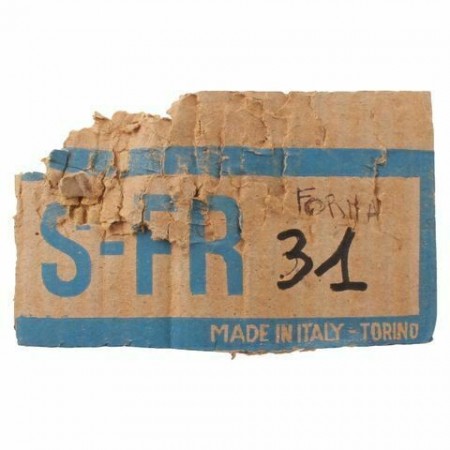 FORMA
S-FR 31
MADE IN ITALY - TORINO